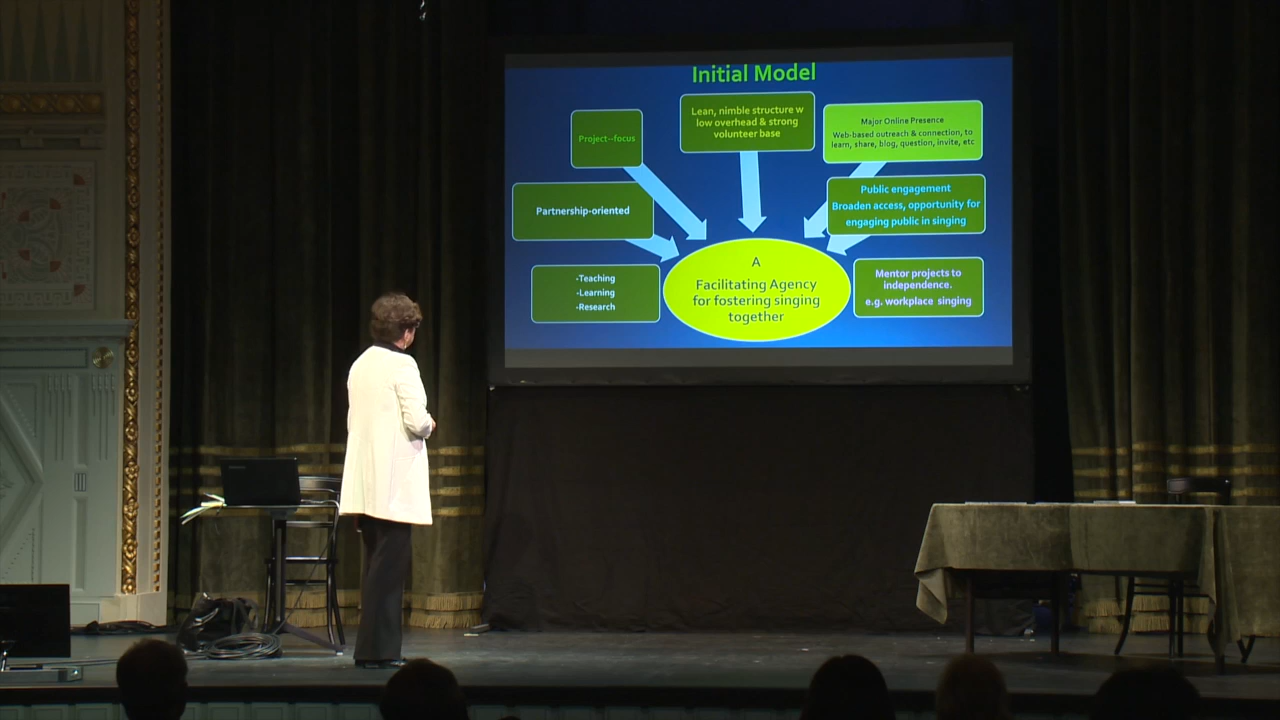 Initial Model
Project--focus
Lean, nimble structure w
low overhead & strong
volunteer base
Major Online Presence
Web-based outreach & connection, to
learn, share, blog, question, invite, etc
Partnership-oriented
Public engagement
Broaden access, opportunity for
engaging public in singing
-Teaching
-Learning
-Research
A
Facilitating Agency
for fostering singing
together
Mentor projects to
independence.
e.g. workplace singing